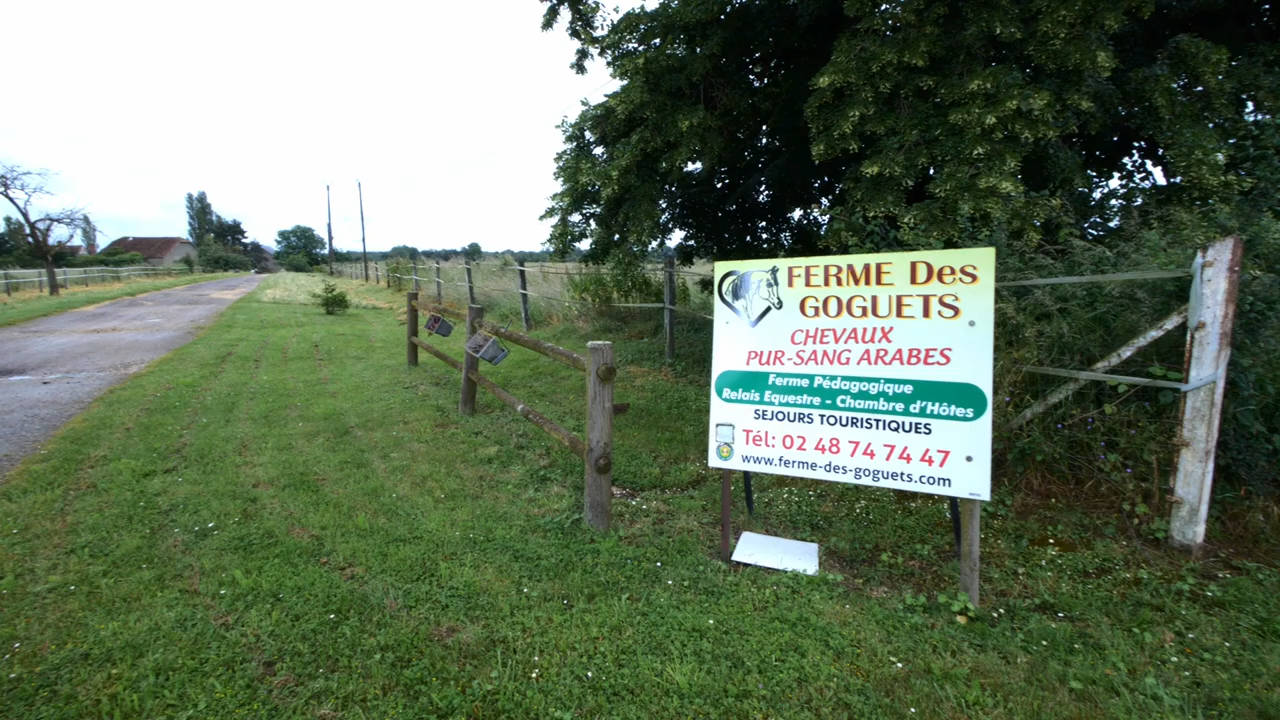 FERME Des
GOGUETS
CHEVAUX
PUR-SANG ARABES
Ferme Pédagogique
Relais Equestre - Chambre d'Hôtes
SEJOURS TOURISTIQUES
Tél: 02 48 74 74 47
www.ferme-des-goguets.com